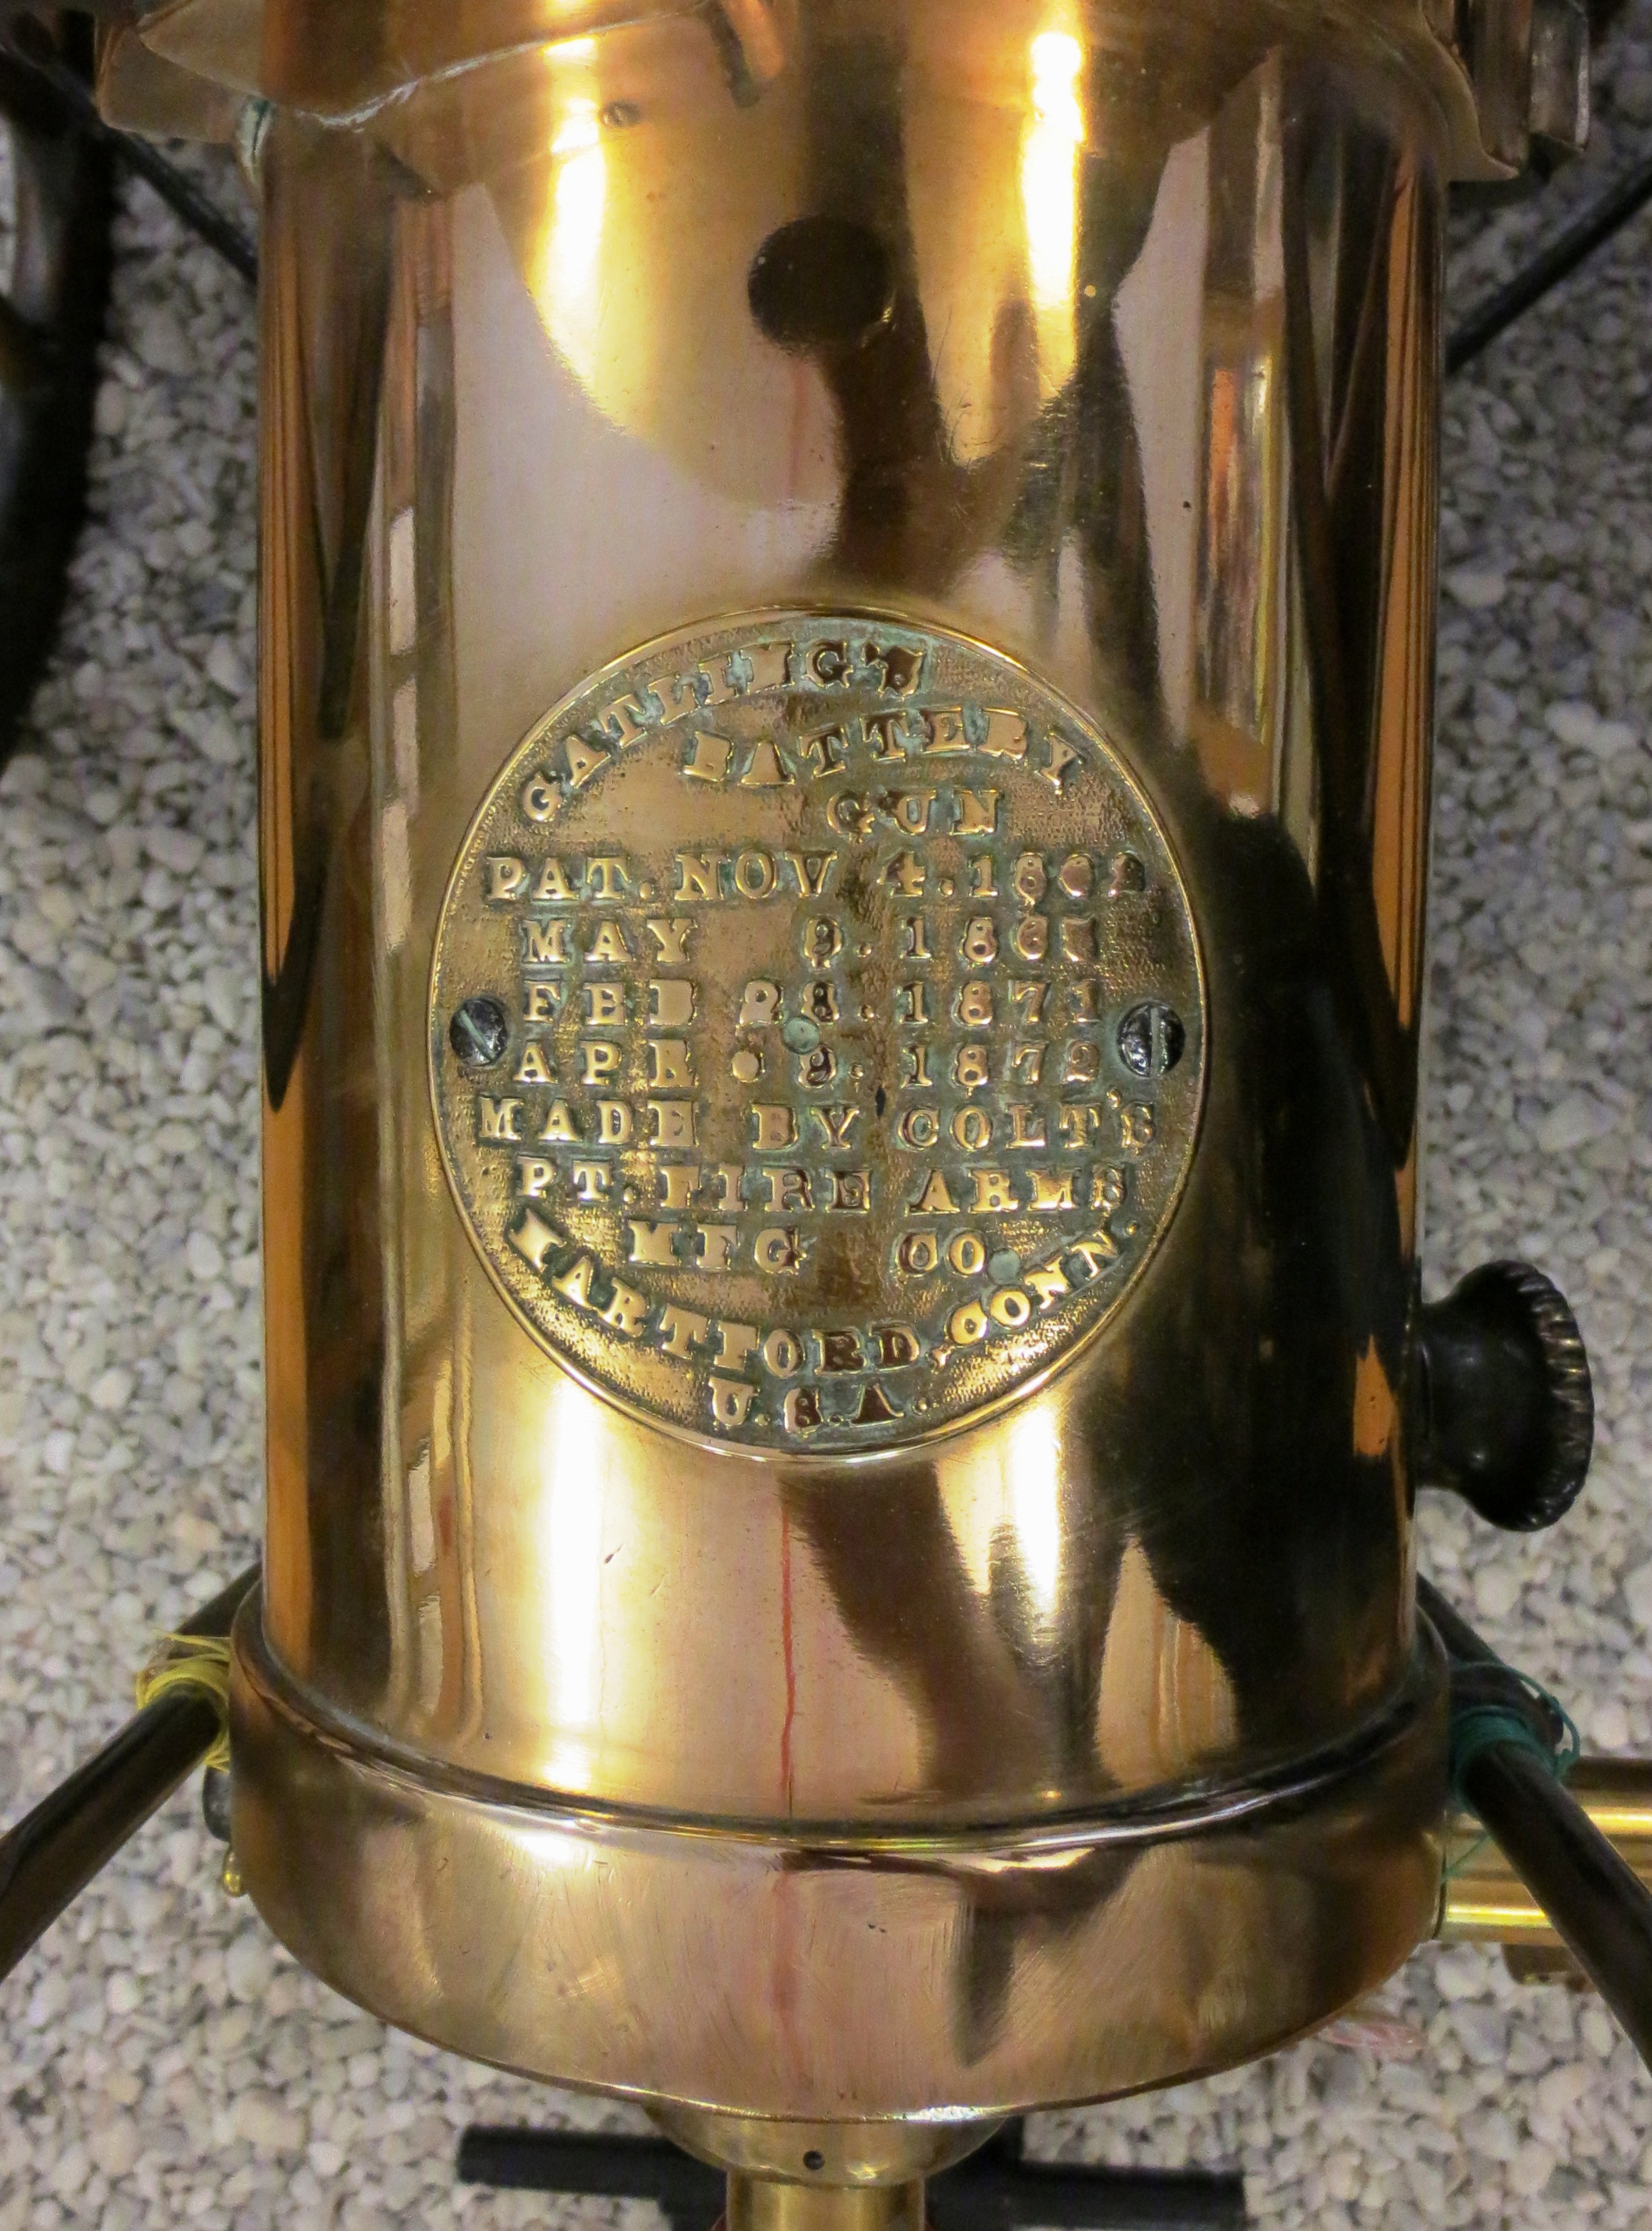 GATLING'S
BATTERY
GUN
PAT. NOV 4. 1862
MAY 9. 1865
FEB 28. 1871
APR. 9. 1872
MADE BY COLT'S
PT. FIRE ARMS
MFG CO
HARTFORD, CONN.
U.S.A.